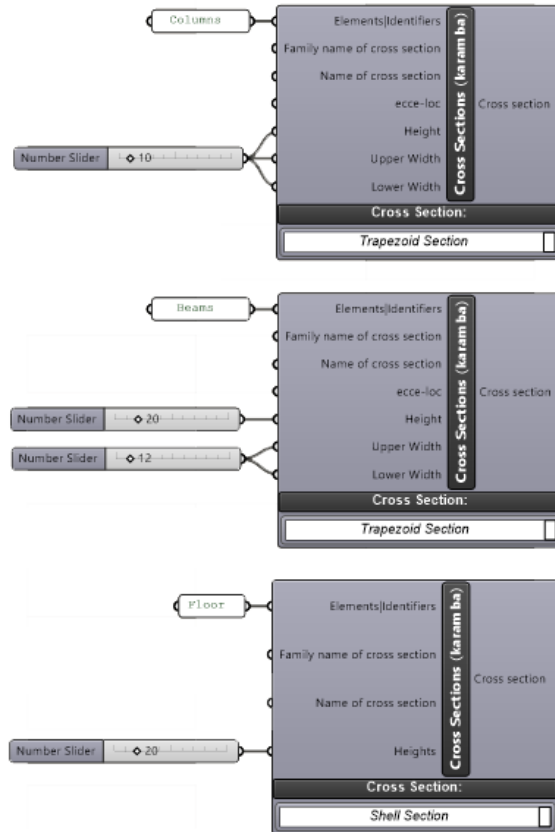 Columns
Elements|Identifiers
Family name of cross section
Name of cross section
ecce-loc
Height
Number Slider 10
Upper Width
Lower Width
Cross Sections (karamba)
Cross section
Cross Section:
Trapezoid Section
Beams
Elements|Identifiers
Family name of cross section
Name of cross section
ecce-loc
Number Slider 20
Height
Number Slider 12
Upper Width
Lower Width
Cross Sections (karamba)
Cross section
Cross Section:
Trapezoid Section
Floor
Elements|Identifiers
Family name of cross section
Name of cross section
Number Slider 20
Heights
Cross Sections (karamba)
Cross section
Cross Section:
Shell Section